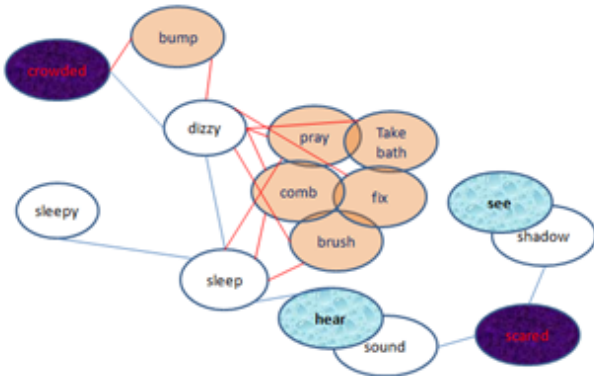 bump
crowded
dizzy
pray
Take
bath
comb
fix
sleepy
see
shadow
brush
sleep
hear
sound
scared